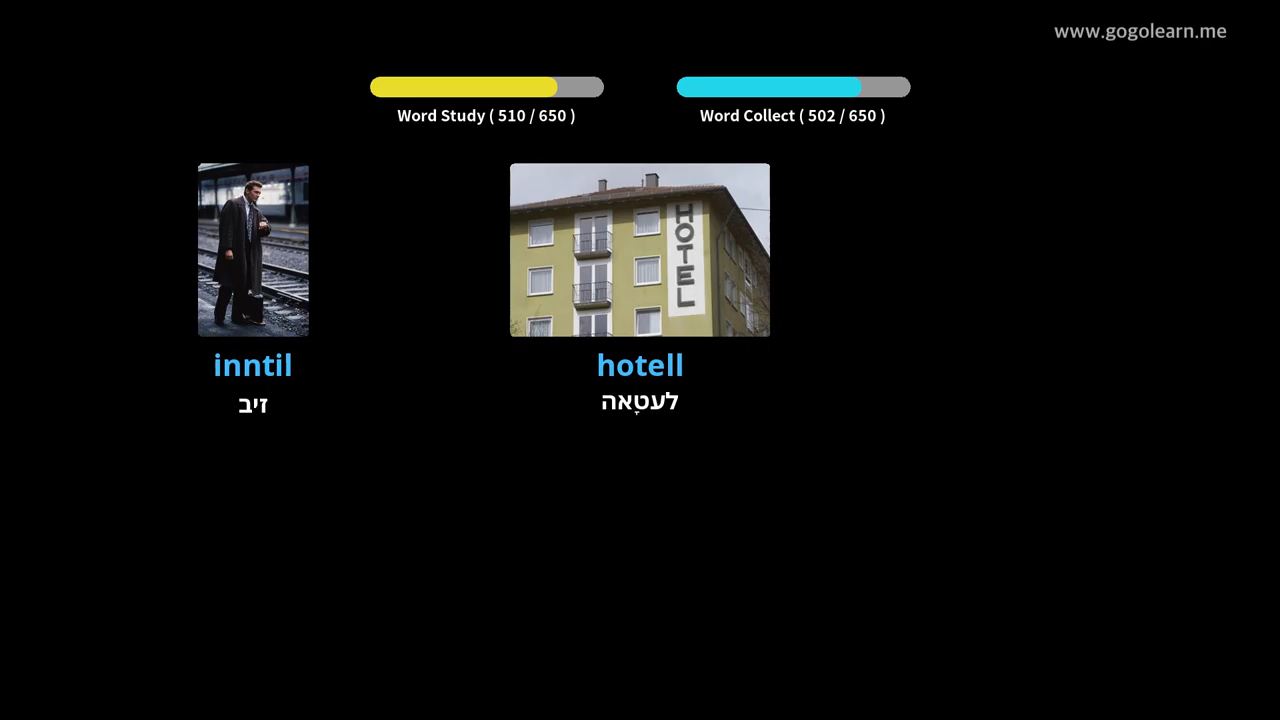 www.gogolearn.me
Word Study ( 510 / 650 )
Word Collect ( 502 / 650 )
HOTEL
inntil
זיב
hotell
לעטָאה